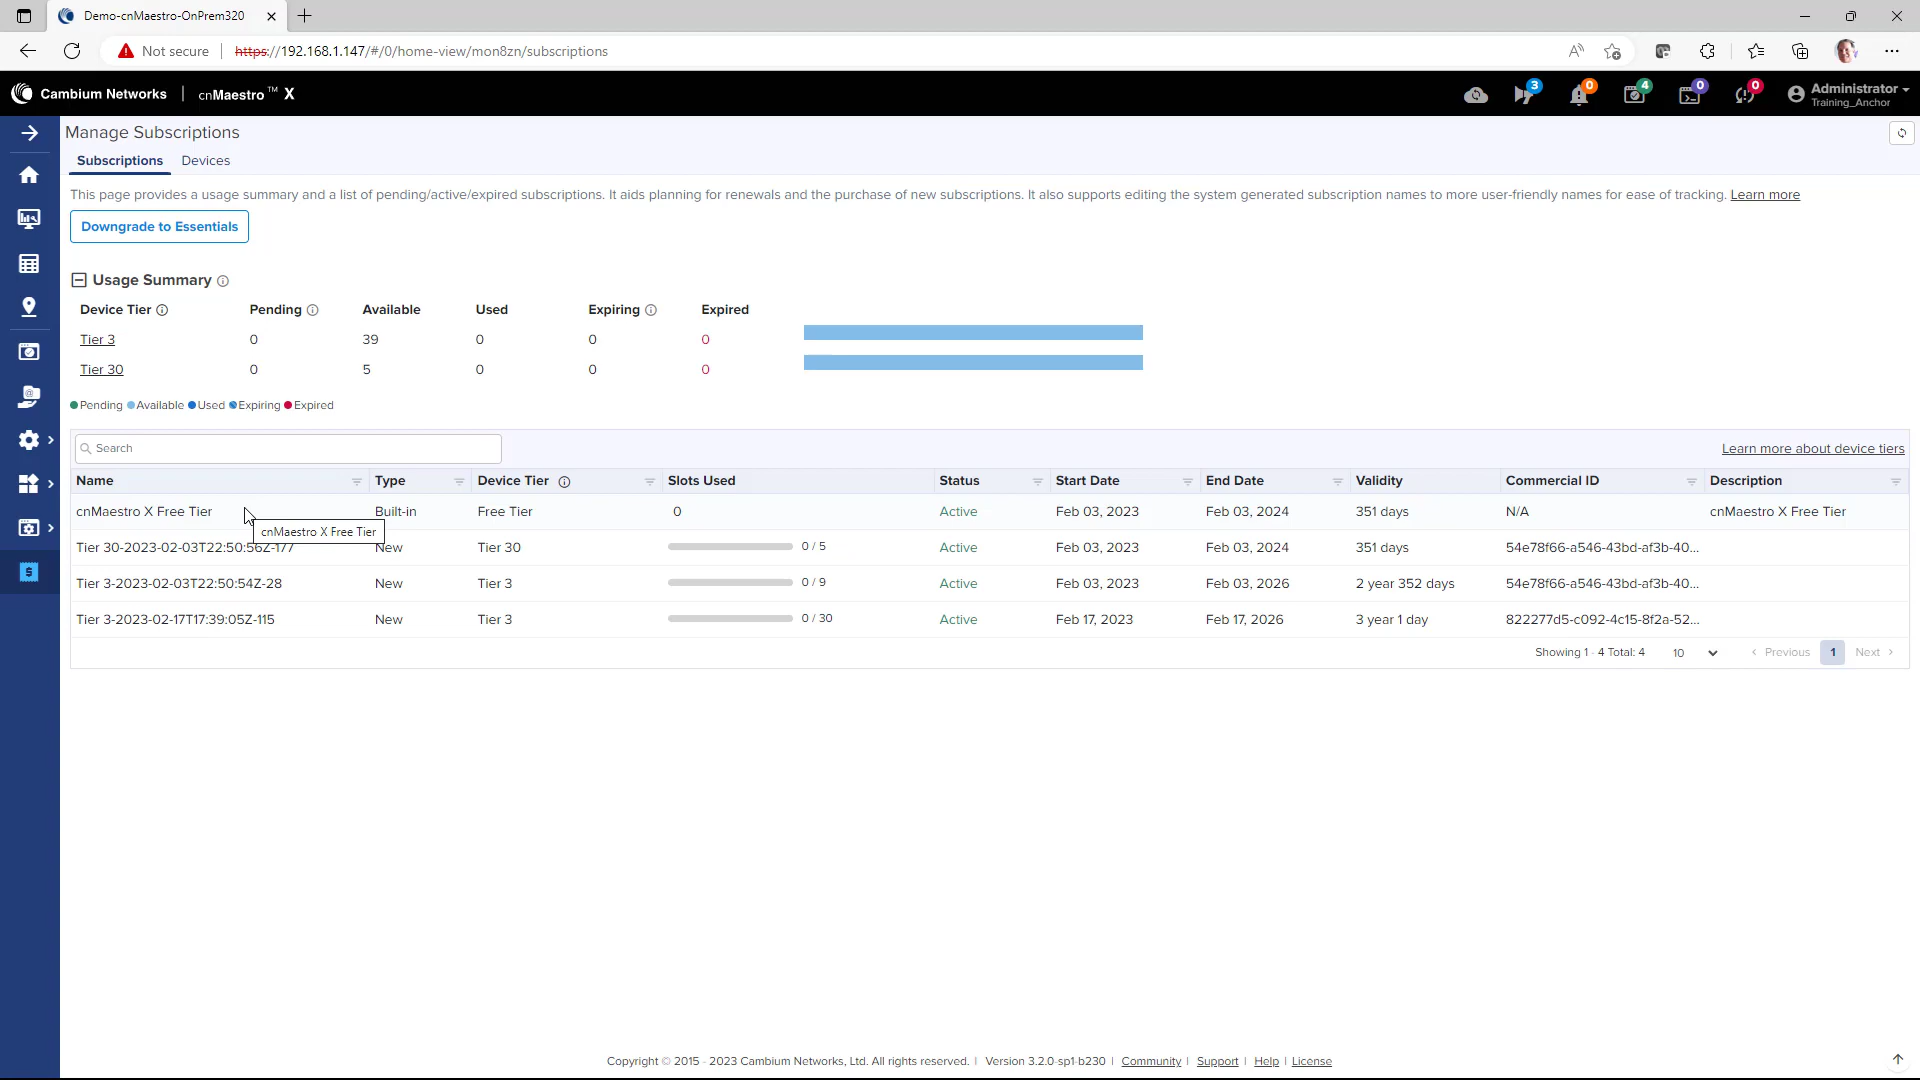 Demo-cnMaestro-OnPrem320
Not secure https://192.168.1.147/#/0/home-view/mon8zn/subscriptions
Cambium Networks | cnMaestro™ X 3 0 4 0 0 Administrator
Training_Anchor
Manage Subscriptions
Subscriptions Devices
This page provides a usage summary and a list of pending/active/expired subscriptions. It aids planning for renewals and the purchase of new subscriptions. It also supports editing the system generated subscription names to more user-friendly names for ease of tracking. Learn more
Downgrade to Essentials
Usage Summary
Device Tier Pending Available Used Expiring Expired
Tier 3 0 39 0 0 0
Tier 30 0 5 0 0 0
Pending Available Used Expiring Expired
Search Learn more about device tiers
Name Type Device Tier Slots Used Status Start Date End Date Validity Commercial ID Description
cnMaestro X Free Tier Built-in Free Tier 0 Active Feb 03, 2023 Feb 03, 2024 351 days N/A cnMaestro X Free Tier
cnMaestro X Free Tier
Tier 30-2023-02-03T22:50:56Z-177 New Tier 30 0 / 5 Active Feb 03, 2023 Feb 03, 2024 351 days 54e78f66-a546-43bd-af3b-40...
Tier 3-2023-02-03T22:50:54Z-28 New Tier 3 0 / 9 Active Feb 03, 2023 Feb 03, 2026 2 year 352 days 54e78f66-a546-43bd-af3b-40...
Tier 3-2023-02-17T17:39:05Z-115 New Tier 3 0 / 30 Active Feb 17, 2023 Feb 17, 2026 3 year 1 day 822277d5-c092-4c15-8f2a-52...
Showing 1 - 4 Total: 4 10 < Previous 1 Next >
Copyright © 2015 - 2023 Cambium Networks, Ltd. All rights reserved. | Version 3.2.0-sp1-b230 | Community | Support | Help | License